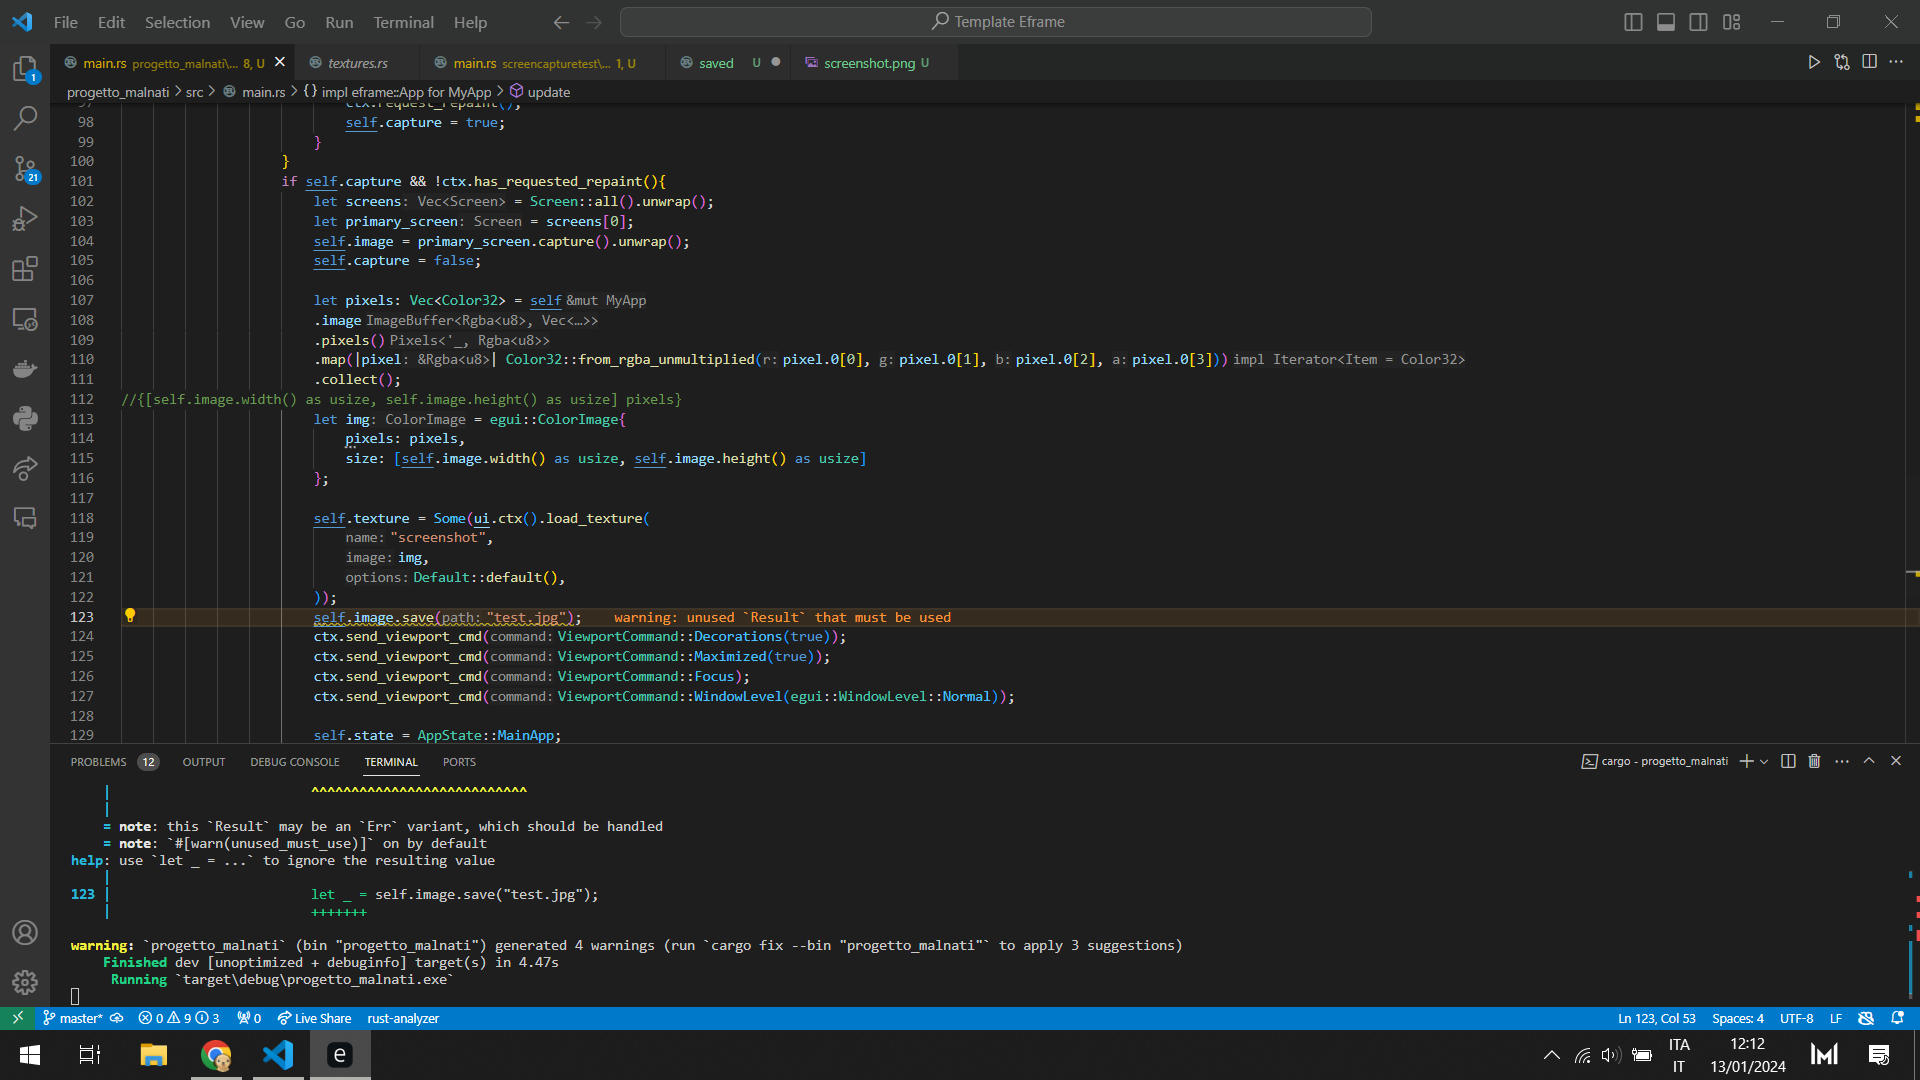 File Edit Selection View Go Run Terminal Help Template Eframe
main.rs progetto_malnati\... 8, U textures.rs main.rs screencapturetest\... 1, U saved U screenshot.png U
progetto_malnati > src > main.rs > {} impl eframe::App for MyApp > update
97 ctx.request_repaint();
98 self.capture = true;
99 }
100 }
101 if self.capture && !ctx.has_requested_repaint(){
102 let screens: Vec<Screen> = Screen::all().unwrap();
103 let primary_screen: Screen = screens[0];
104 self.image = primary_screen.capture().unwrap();
105 self.capture = false;
106
107 let pixels: Vec<Color32> = self &mut MyApp
108 .image ImageBuffer<Rgba<u8>, Vec<…>>
109 .pixels() Pixels<'_, Rgba<u8>>
110 .map(|pixel: &Rgba<u8>| Color32::from_rgba_unmultiplied(r: pixel.0[0], g: pixel.0[1], b: pixel.0[2], a: pixel.0[3])) impl Iterator<Item = Color32>
111 .collect();
112 //{[self.image.width() as usize, self.image.height() as usize] pixels}
113 let img: ColorImage = egui::ColorImage{
114 pixels: pixels,
115 size: [self.image.width() as usize, self.image.height() as usize]
116 };
117
118 self.texture = Some(ui.ctx().load_texture(
119 name: "screenshot",
120 image: img,
121 options: Default::default(),
122 ));
123 self.image.save(path: "test.jpg"); warning: unused `Result` that must be used
124 ctx.send_viewport_cmd(command: ViewportCommand::Decorations(true));
125 ctx.send_viewport_cmd(command: ViewportCommand::Maximized(true));
126 ctx.send_viewport_cmd(command: ViewportCommand::Focus);
127 ctx.send_viewport_cmd(command: ViewportCommand::WindowLevel(egui::WindowLevel::Normal));
128
129 self.state = AppState::MainApp;
PROBLEMS 12 OUTPUT DEBUG CONSOLE TERMINAL PORTS cargo - progetto_malnati
| ^^^^^^^^^^^^^^^^^^^^^^^^^^^
|
= note: this `Result` may be an `Err` variant, which should be handled
= note: `#[warn(unused_must_use)]` on by default
help: use `let _ = ...` to ignore the resulting value
|
123 | let _ = self.image.save("test.jpg");
| +++++++
warning: `progetto_malnati` (bin "progetto_malnati") generated 4 warnings (run `cargo fix --bin "progetto_malnati"` to apply 3 suggestions)
Finished dev [unoptimized + debuginfo] target(s) in 4.47s
Running `target\debug\progetto_malnati.exe`
master* 0 9 3 0 Live Share rust-analyzer Ln 123, Col 53 Spaces: 4 UTF-8 LF
1
21
e
ITA 12:12
IT 13/01/2024